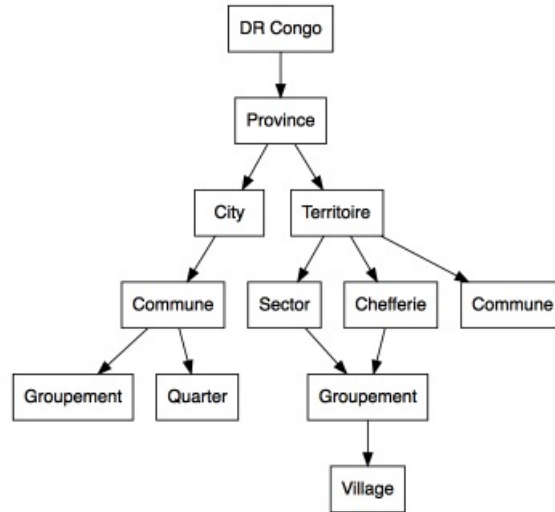 DR Congo
Province
City
Territoire
Commune
Sector
Chefferie
Commune
Groupement
Quarter
Groupement
Village